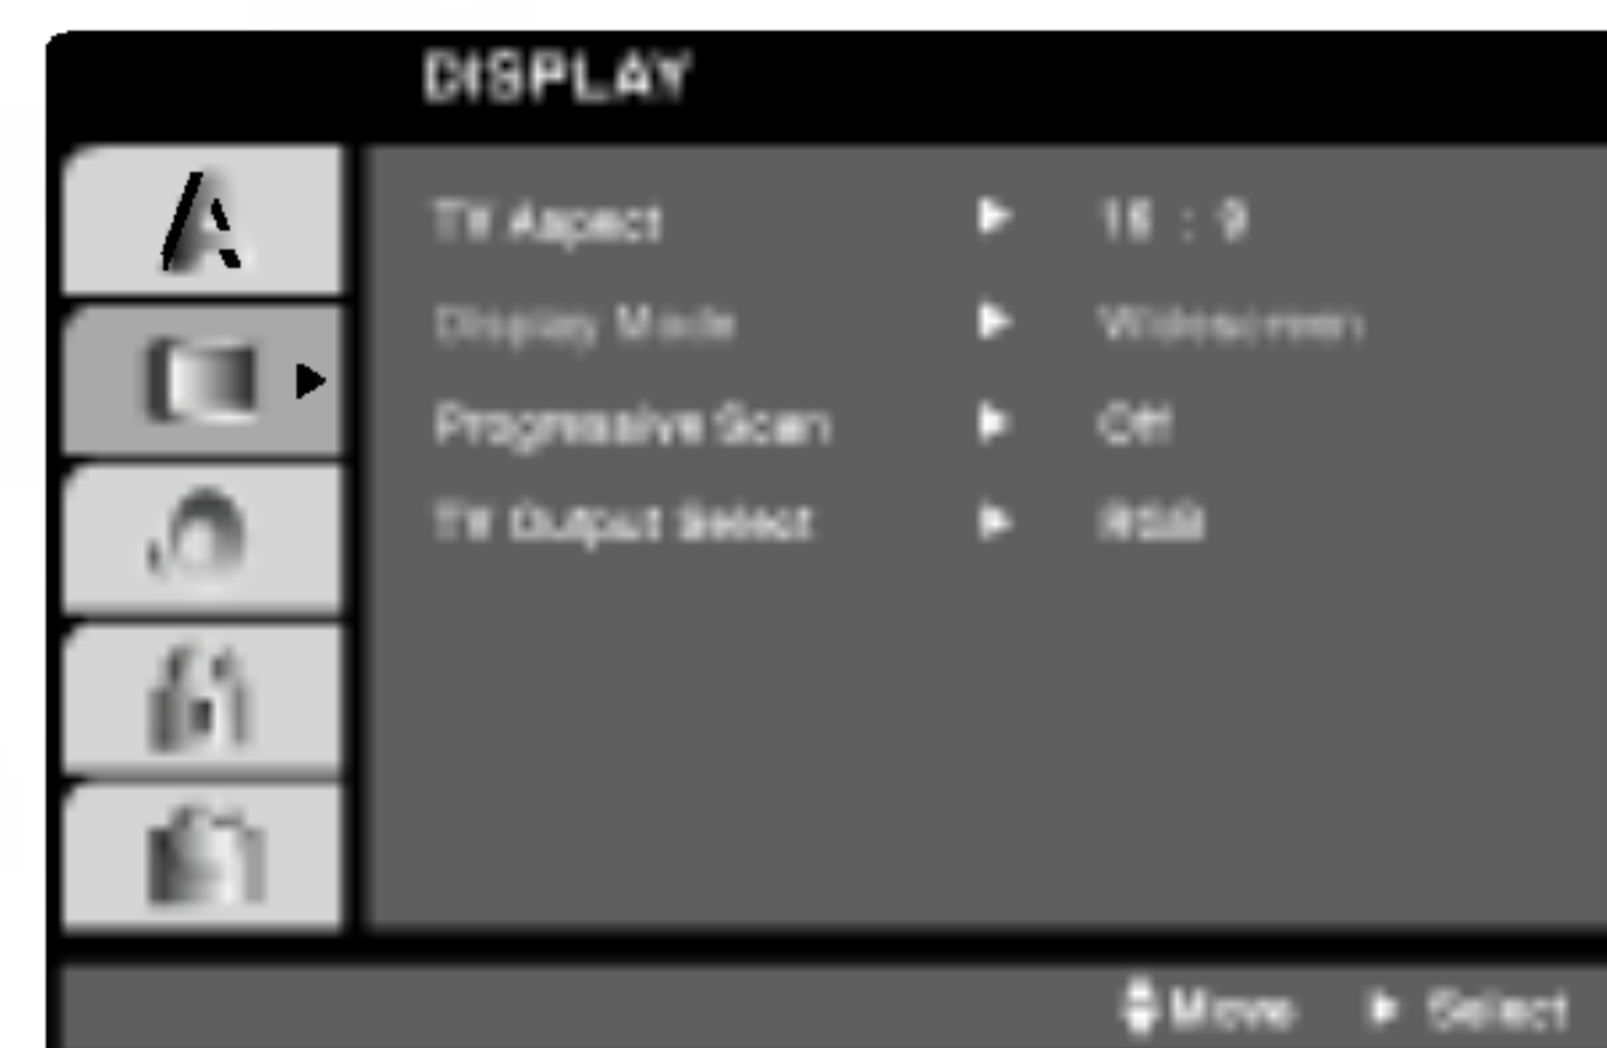 DISPLAY
A
TV Aspect ▶ 16 : 9
Display Mode ▶ Widescreen
Progressive Scan ▶ Off
TV Output Select ▶ RGB
Move ▶ Select